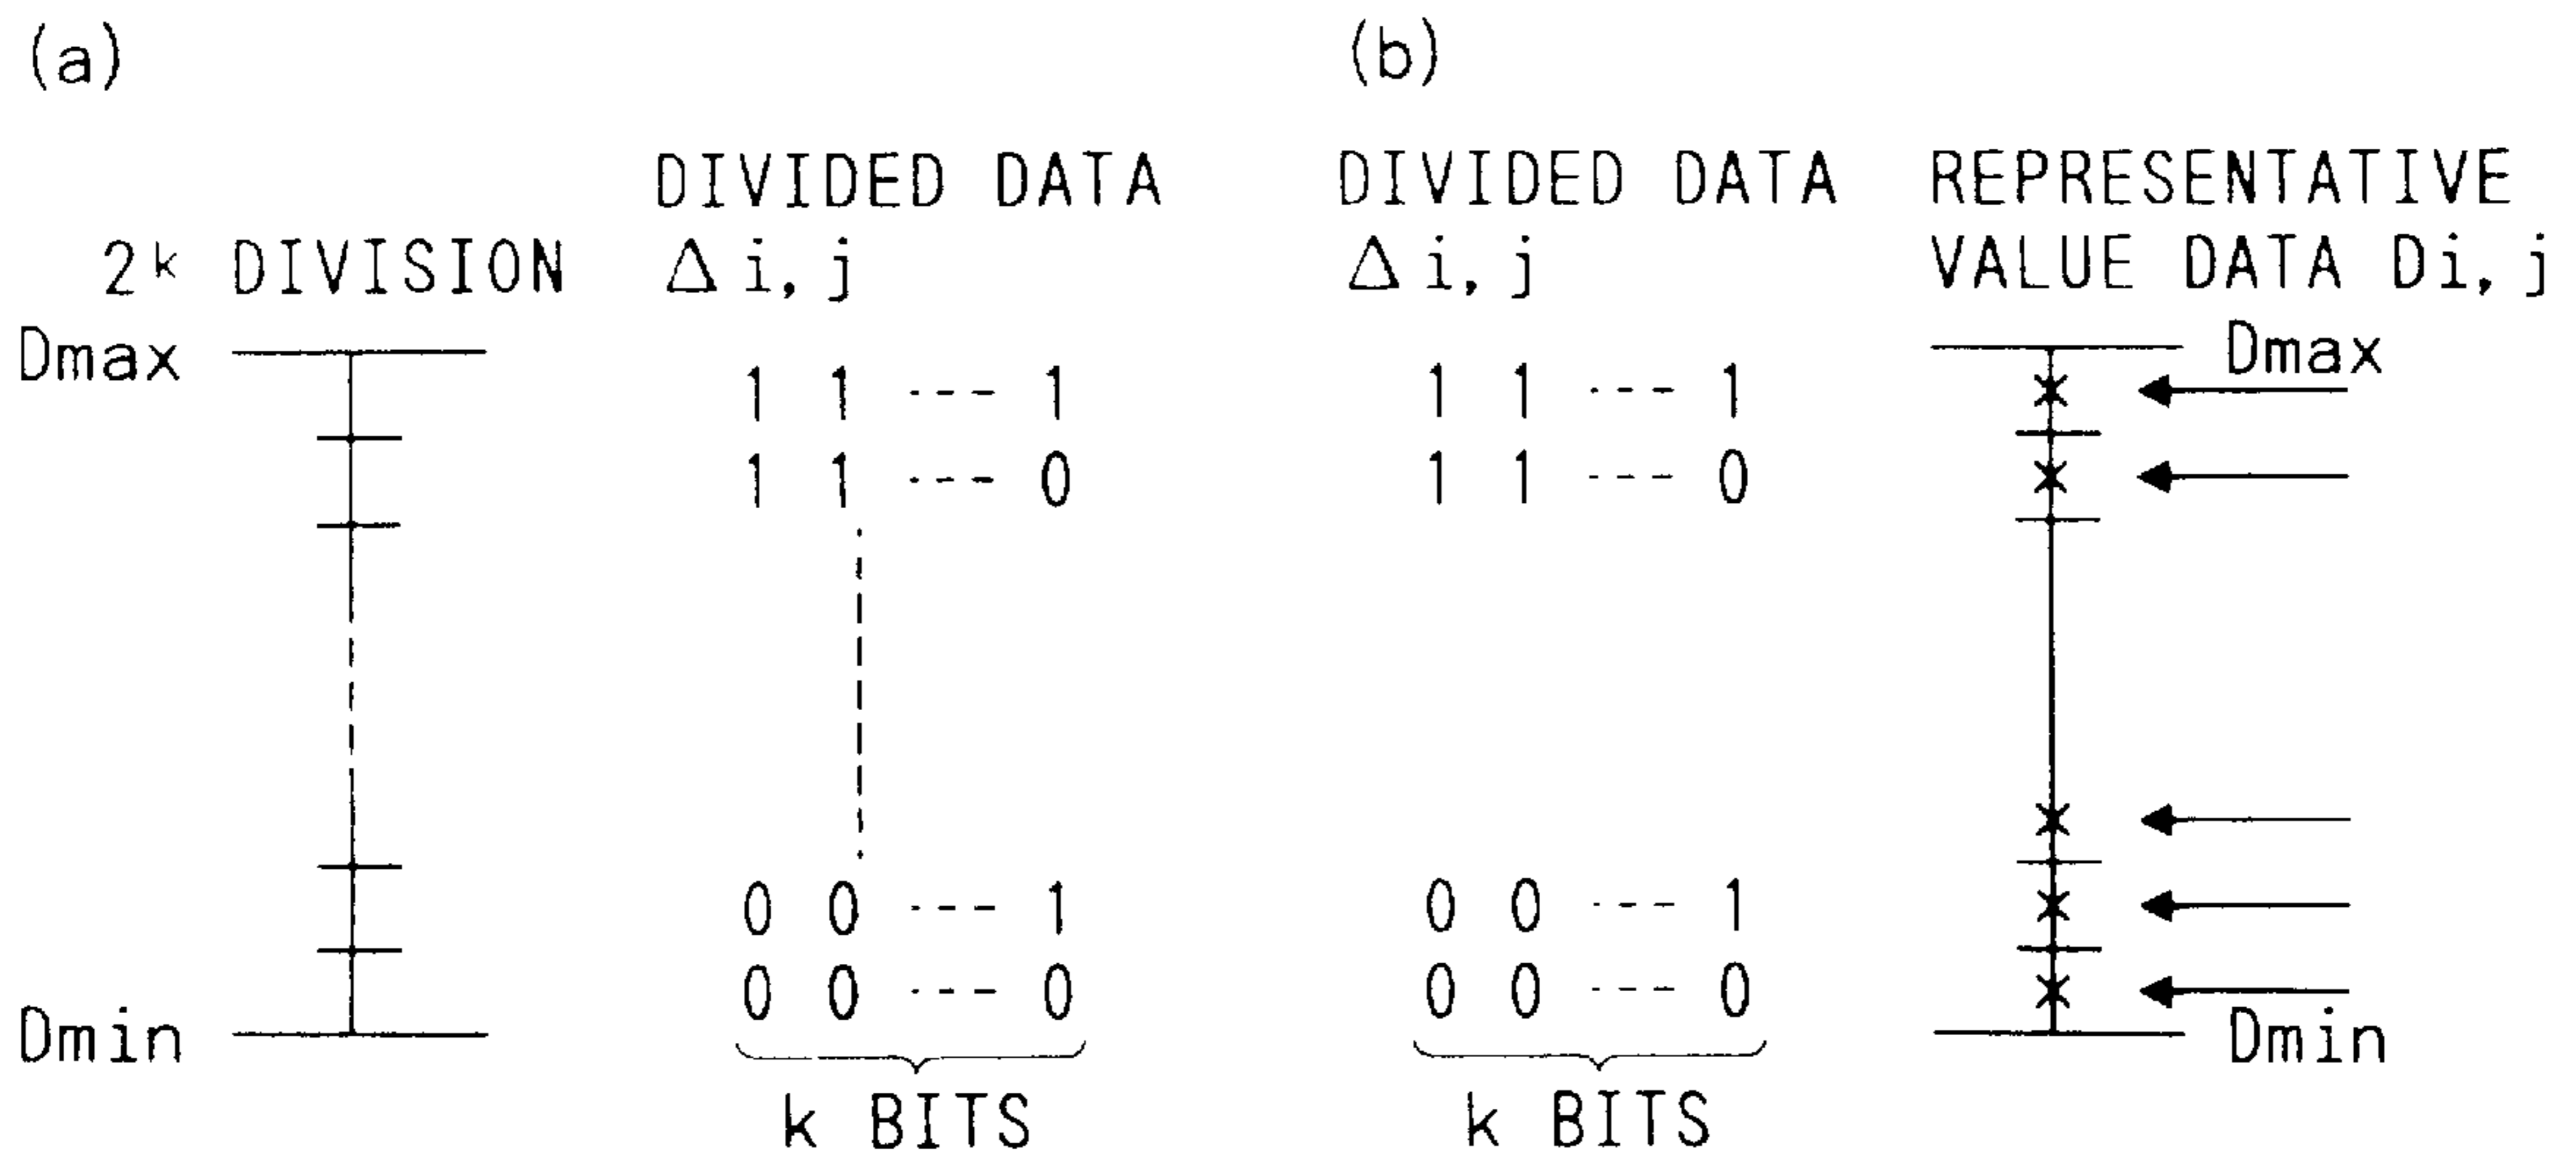 (a)
2ᵏ DIVISION
DIVIDED DATA
Δi,j
Dmax
1 1 --- 1
1 1 --- 0
0 0 --- 1
0 0 --- 0
Dmin
k BITS
(b)
DIVIDED DATA
Δi,j
REPRESENTATIVE
VALUE DATA Di,j
Dmax
1 1 --- 1
1 1 --- 0
0 0 --- 1
0 0 --- 0
Dmin
k BITS